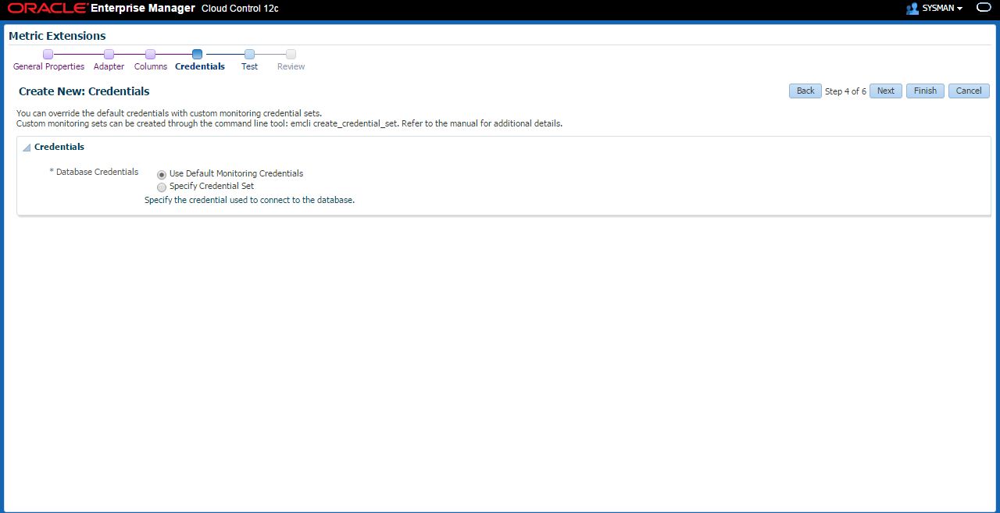 ORACLE Enterprise Manager Cloud Control 12c SYSMAN
Metric Extensions
General Properties Adapter Columns Credentials Test Review
Create New: Credentials Back Step 4 of 6 Next Finish Cancel
You can override the default credentials with custom monitoring credential sets.
Custom monitoring sets can be created through the command line tool: emcli create_credential_set. Refer to the manual for additional details.
Credentials
* Database Credentials Use Default Monitoring Credentials
Specify Credential Set
Specify the credential used to connect to the database.